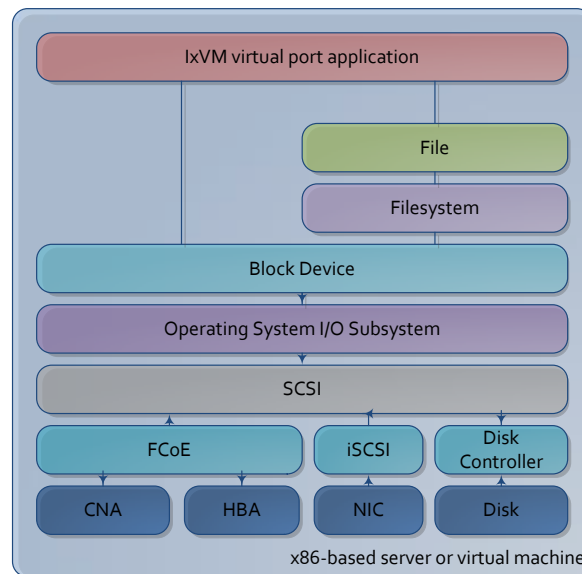 IxVM virtual port application
File
Filesystem
Block Device
Operating System I/O Subsystem
SCSI
FCoE
iSCSI
Disk
Controller
CNA
HBA
NIC
Disk
x86-based server or virtual machine